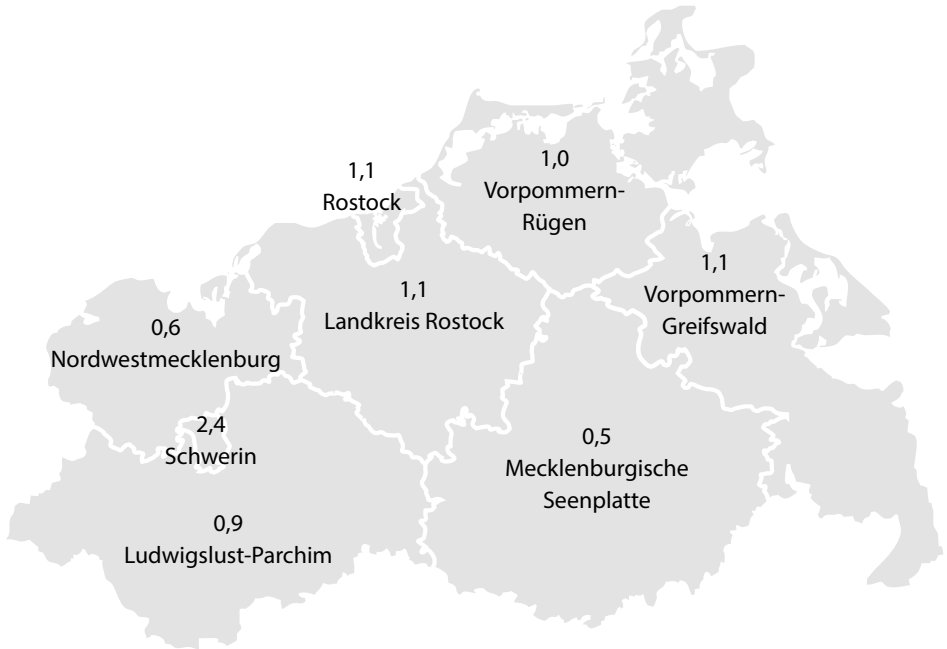 1,0
Vorpommern-
Rügen
1,1
Rostock
1,1
Vorpommern-
Greifswald
1,1
Landkreis Rostock
0,6
Nordwestmecklenburg
2,4
Schwerin
0,5
Mecklenburgische
Seenplatte
0,9
Ludwigslust-Parchim